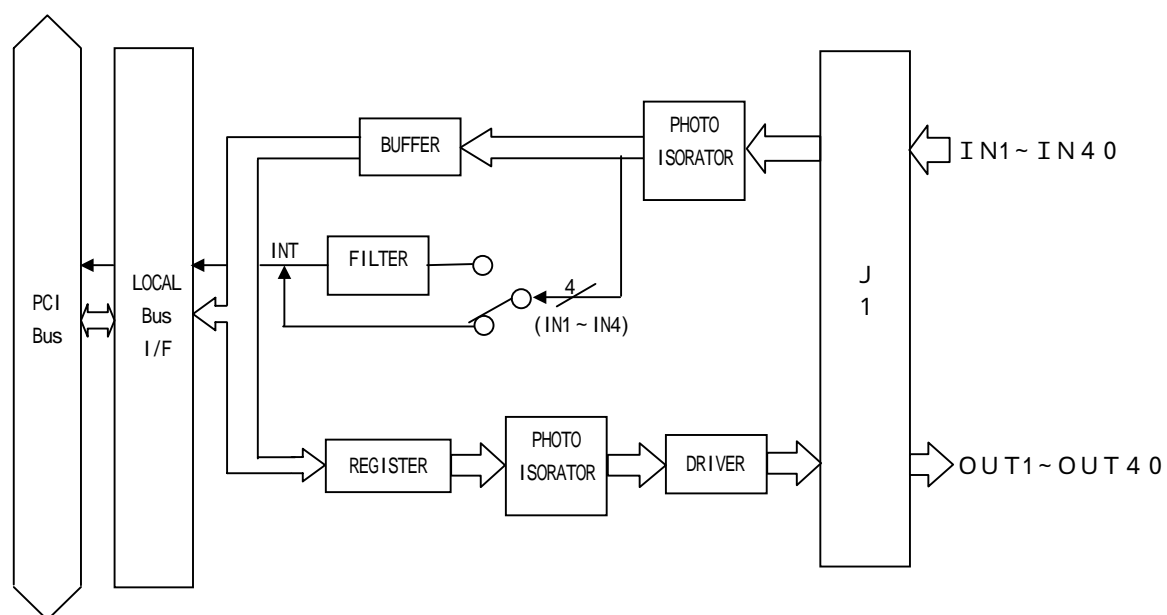 PCI
Bus
LOCAL
Bus
I/F
BUFFER
PHOTO
ISORATOR
IN1~IN40
INT
FILTER
4
(IN1~IN4)
J
1
REGISTER
PHOTO
ISORATOR
DRIVER
OUT1~OUT40